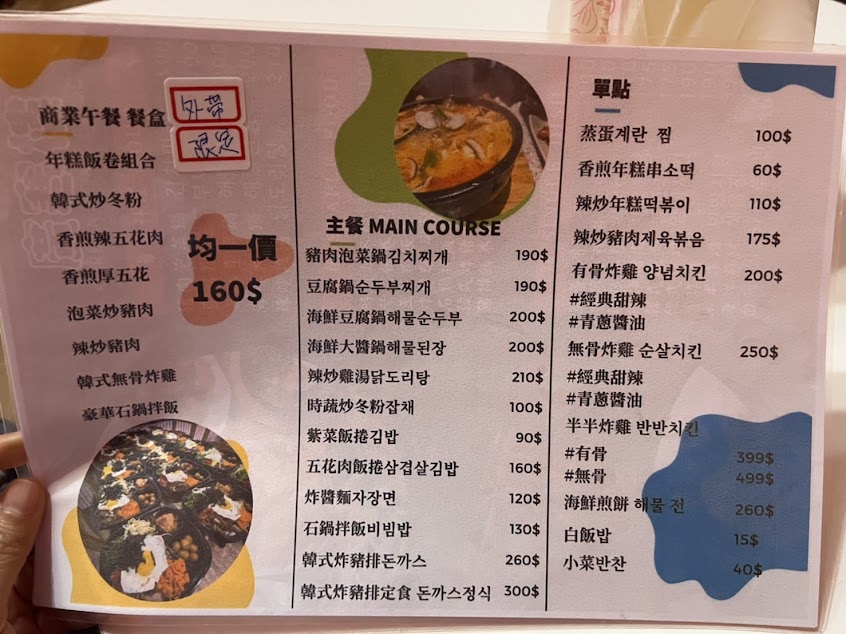 商業午餐 餐盒
外帶
限定
年糕飯卷組合
韓式炒冬粉
香煎辣五花肉
香煎厚五花
泡菜炒豬肉
辣炒豬肉
韓式無骨炸雞
豪華石鍋拌飯
均一價
160$
主餐 MAIN COURSE
豬肉泡菜鍋김치찌개 190$
豆腐鍋순두부찌개 190$
海鮮豆腐鍋해물순두부 200$
海鮮大醬鍋해물된장 200$
辣炒雞湯닭도리탕 210$
時蔬炒冬粉잡채 100$
紫菜飯捲김밥 90$
五花肉飯捲삼겹살김밥 160$
炸醬麵자장면 120$
石鍋拌飯비빔밥 130$
韓式炸豬排돈까스 260$
韓式炸豬排定食 돈까스정식 300$
單點
蒸蛋계란 찜 100$
香煎年糕串소떡 60$
辣炒年糕떡볶이 110$
辣炒豬肉제육볶음 175$
有骨炸雞 양념치킨 200$
#經典甜辣
#青蔥醬油
無骨炸雞 순살치킨 250$
#經典甜辣
#青蔥醬油
半半炸雞 반반치킨
#有骨 399$
#無骨 499$
海鮮煎餅 해물 전 260$
白飯밥 15$
小菜반찬 40$